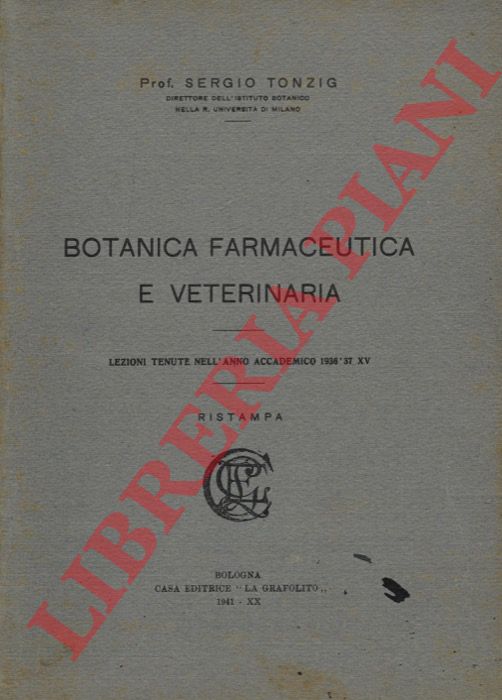 Prof. SERGIO TONZIG
DIRETTORE DELL'ISTITUTO BOTANICO
NELLA R. UNIVERSITÀ DI MILANO
BOTANICA FARMACEUTICA
E VETERINARIA
LEZIONI TENUTE NELL'ANNO ACCADEMICO 1936'37 XV
RISTAMPA
BOLOGNA
CASA EDITRICE "LA GRAFOLITO,,
1941 - XX
LIBRERIA PIANI